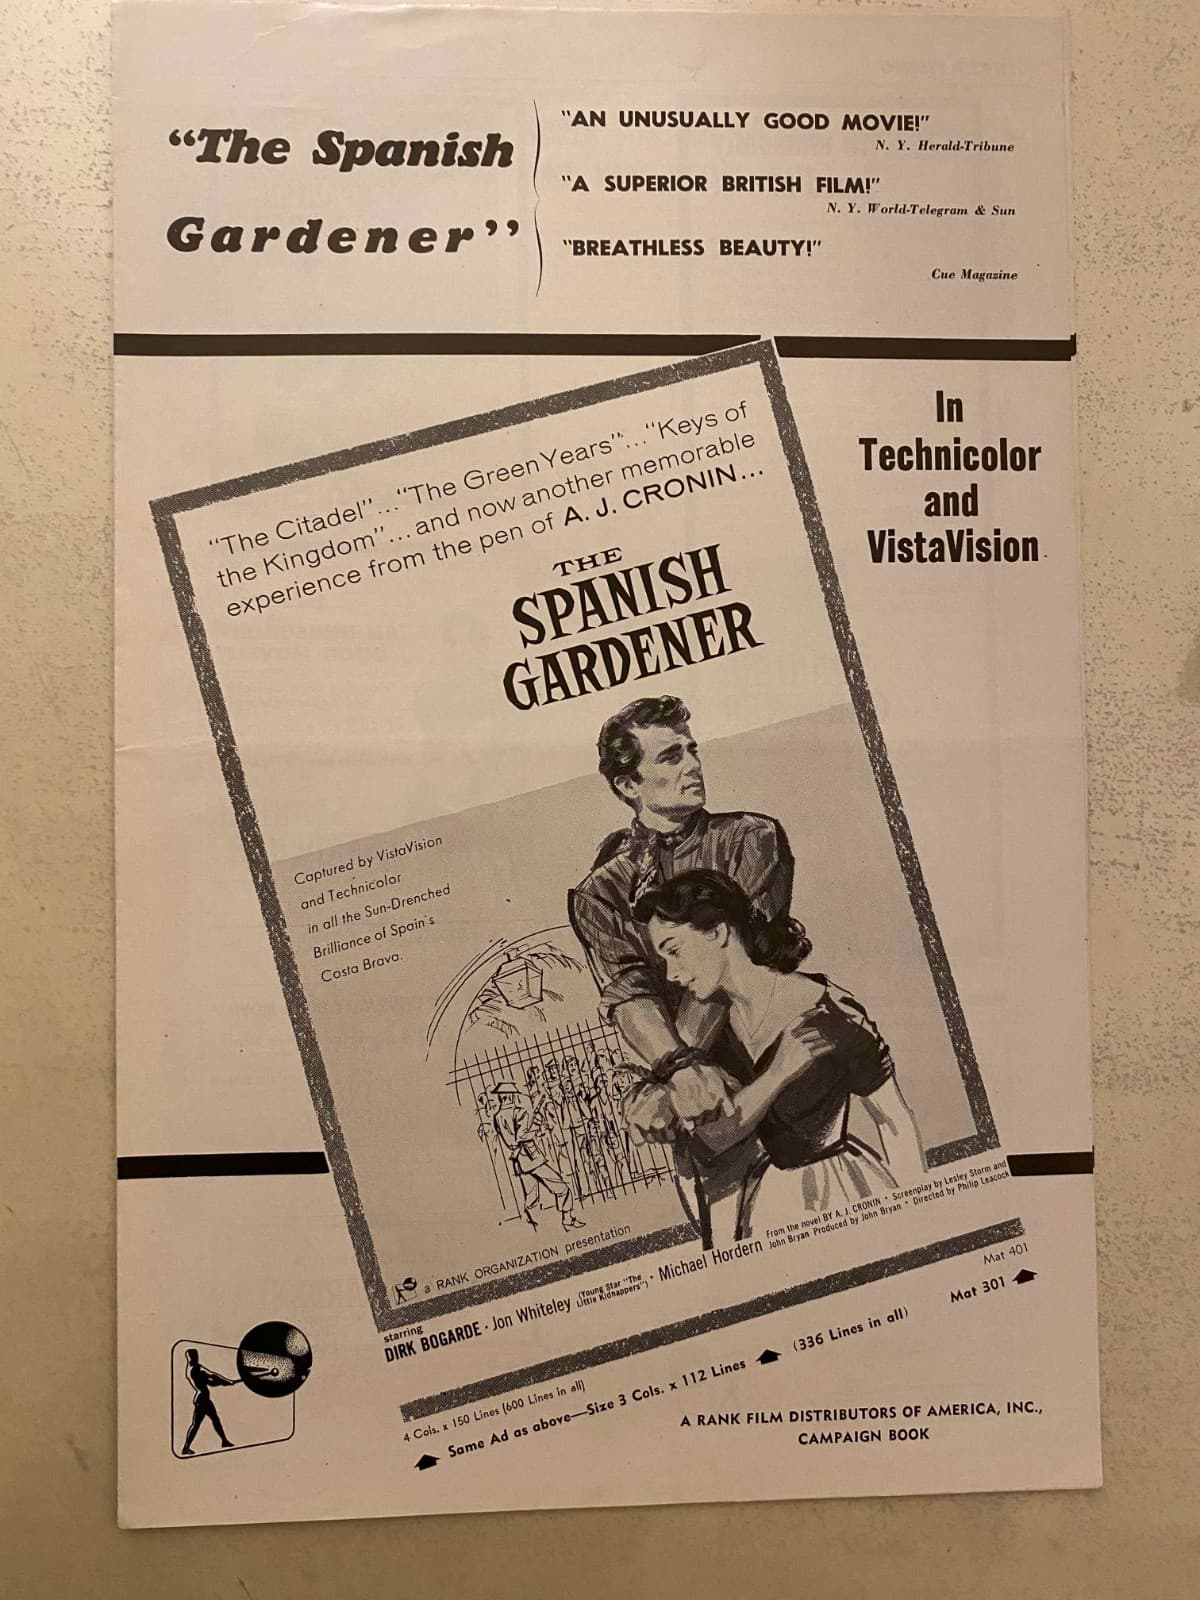 “The Spanish
Gardener”
"AN UNUSUALLY GOOD MOVIE!"
N. Y. Herald-Tribune
"A SUPERIOR BRITISH FILM!"
N. Y. World-Telegram & Sun
"BREATHLESS BEAUTY!"
Cue Magazine
In
Technicolor
and
VistaVision
"The Citadel"..."The Green Years"..."Keys of
the Kingdom"...and now another memorable
experience from the pen of A. J. CRONIN...
THE
SPANISH
GARDENER
Captured by VistaVision
and Technicolor
in all the Sun-Drenched
Brilliance of Spain's
Costa Brava.
a RANK ORGANIZATION presentation
starring
DIRK BOGARDE • Jon Whiteley (Young Star "The Little Kidnappers") • Michael Hordern
From the novel BY A. J. CRONIN • Screenplay by Lesley Storm and
John Bryan Produced by John Bryan • Directed by Philip Leacock
4 Cols. x 150 Lines (600 Lines in all)
Mat 401
Same Ad as above—Size 3 Cols. x 112 Lines
(336 Lines in all)
Mat 301
A RANK FILM DISTRIBUTORS OF AMERICA, INC.,
CAMPAIGN BOOK